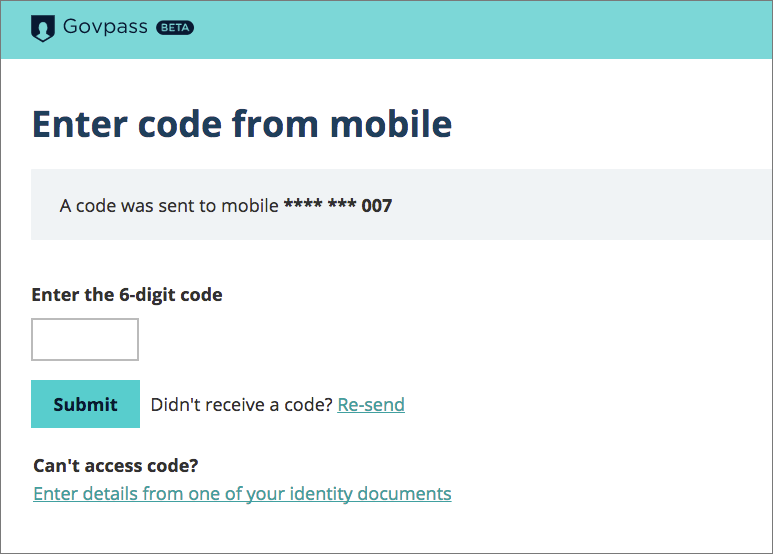 Govpass BETA
Enter code from mobile
A code was sent to mobile **** *** 007
Enter the 6-digit code
Submit Didn't receive a code? Re-send
Can't access code?
Enter details from one of your identity documents